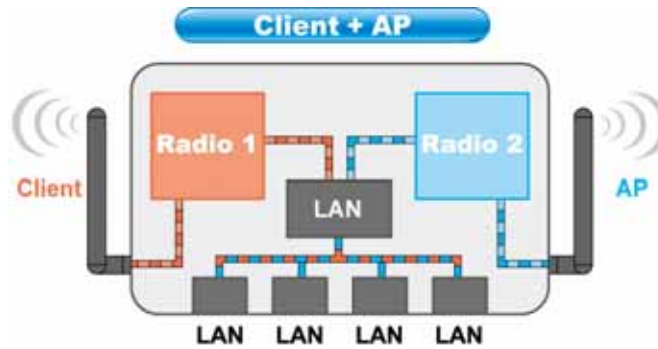 Client + AP
Radio 1
Radio 2
Client
LAN
AP
LAN
LAN
LAN
LAN